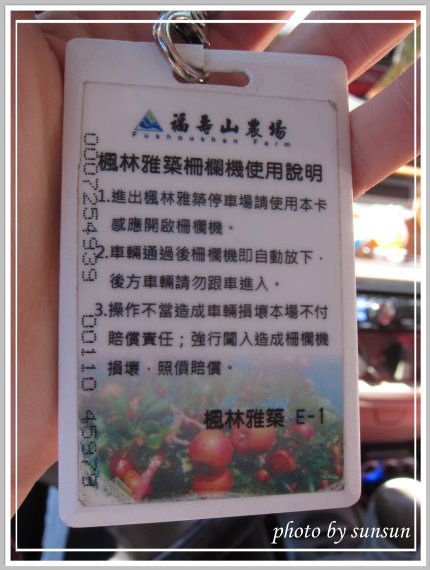 福壽山農場
Fushoushan Farm
楓林雅築柵欄機使用說明
1.進出楓林雅築停車場請使用本卡
感應開啟柵欄機。
2.車輛通過後柵欄機即自動放下，
後方車輛請勿跟車進入。
3.操作不當造成車輛損壞本場不付
賠償責任；強行闖入造成柵欄機
損壞，照價賠償。
楓林雅築 E-1
0007254939 00110 45979
photo by sunsun